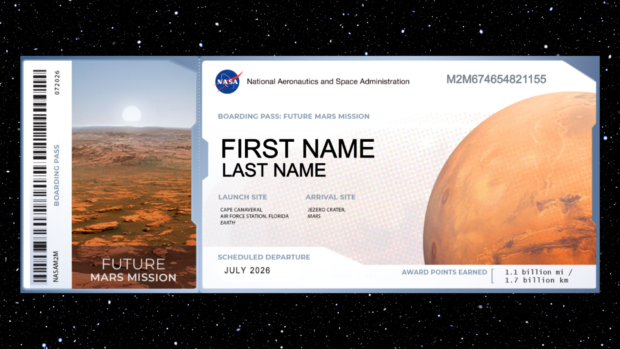 072026
BOARDING PASS
NASAM2M
FUTURE
MARS MISSION
NASA
National Aeronautics and Space Administration
M2M674654821155
BOARDING PASS: FUTURE MARS MISSION
FIRST NAME
LAST NAME
LAUNCH SITE
CAPE CANAVERAL
AIR FORCE STATION, FLORIDA
EARTH
ARRIVAL SITE
JEZERO CRATER,
MARS
SCHEDULED DEPARTURE
JULY 2026
AWARD POINTS EARNED
1.1 billion mi /
1.7 billion km